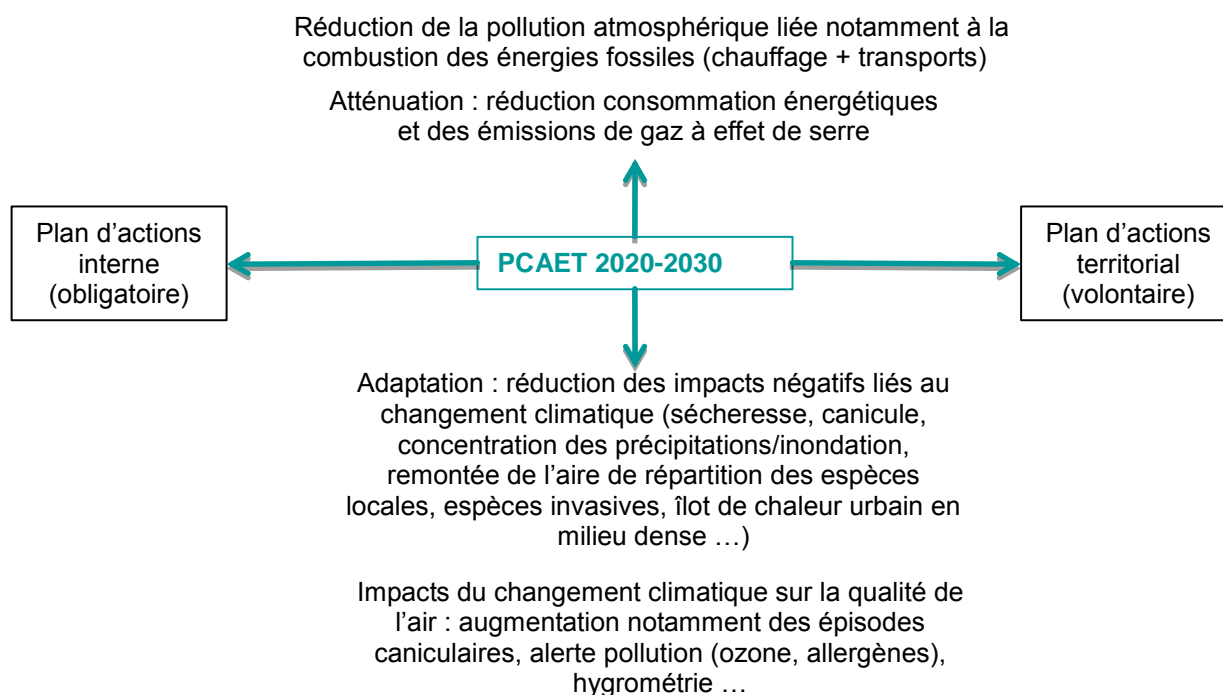 Réduction de la pollution atmosphérique liée notamment à la
combustion des énergies fossiles (chauffage + transports)
Atténuation : réduction consommation énergétiques
et des émissions de gaz à effet de serre
Plan d’actions
interne
(obligatoire)
PCAET 2020-2030
Plan d’actions
territorial
(volontaire)
Adaptation : réduction des impacts négatifs liés au
changement climatique (sécheresse, canicule,
concentration des précipitations/inondation,
remontée de l’aire de répartition des espèces
locales, espèces invasives, îlot de chaleur urbain en
milieu dense …)
Impacts du changement climatique sur la qualité de
l’air : augmentation notamment des épisodes
caniculaires, alerte pollution (ozone, allergènes),
hygrométrie …